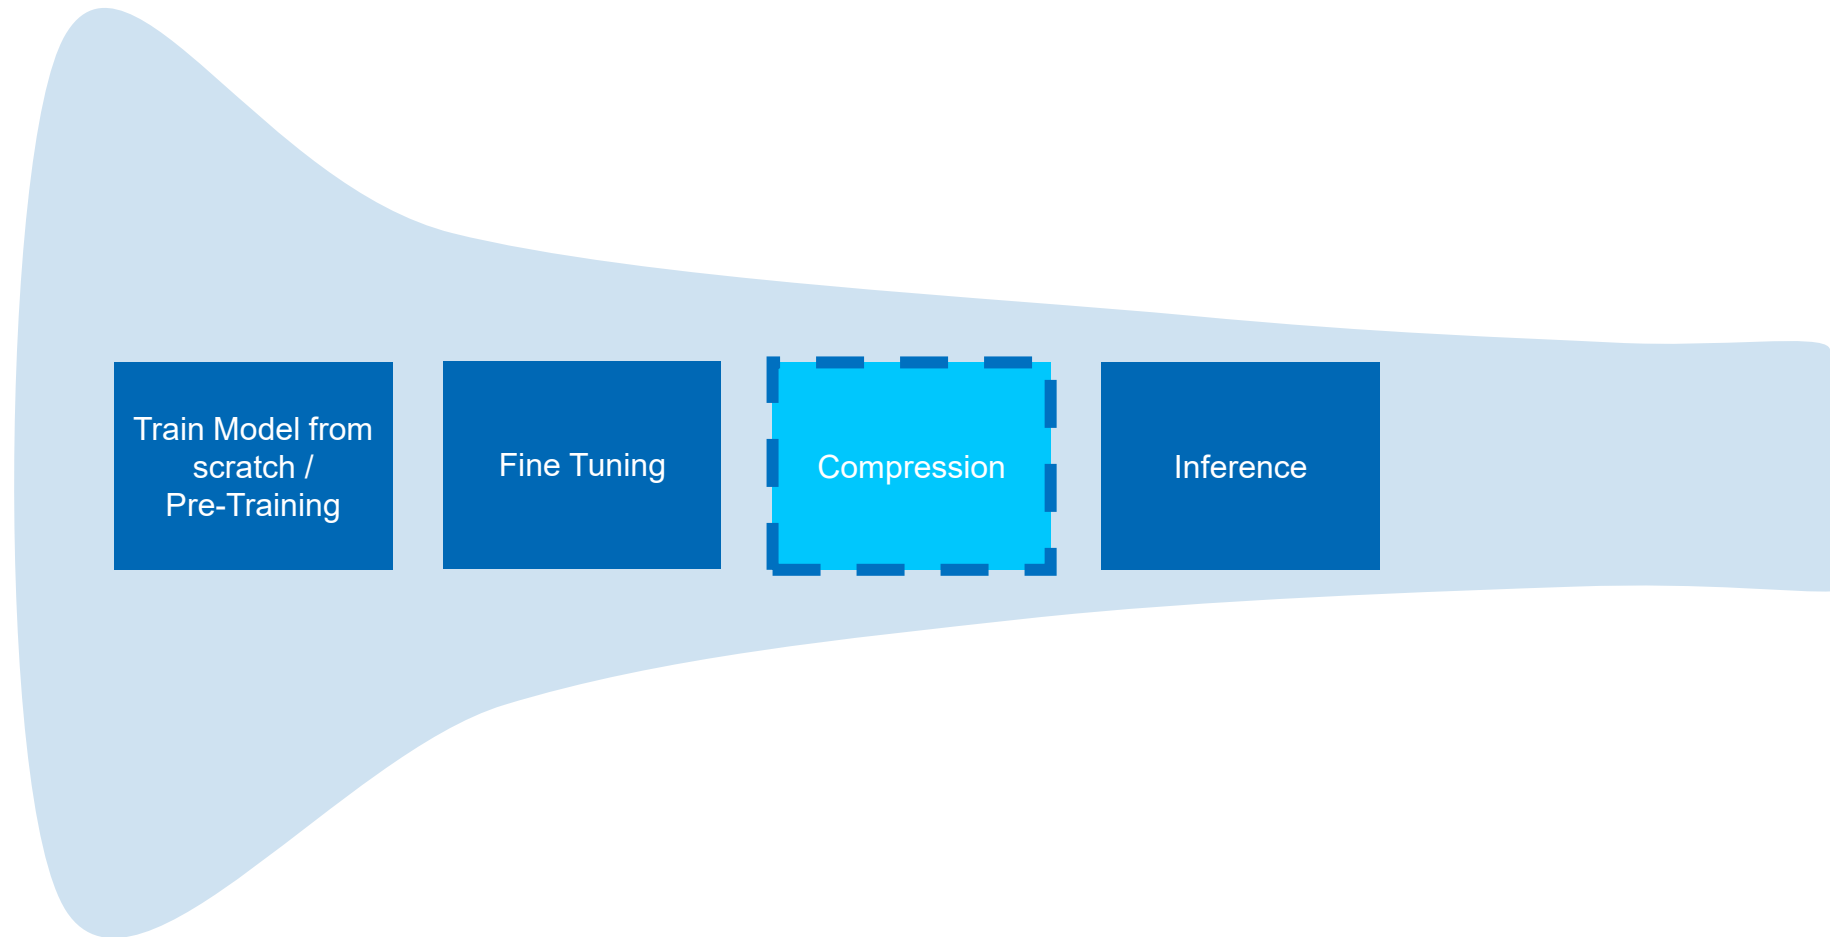 Train Model from
scratch /
Pre-Training
Fine Tuning
Compression
Inference